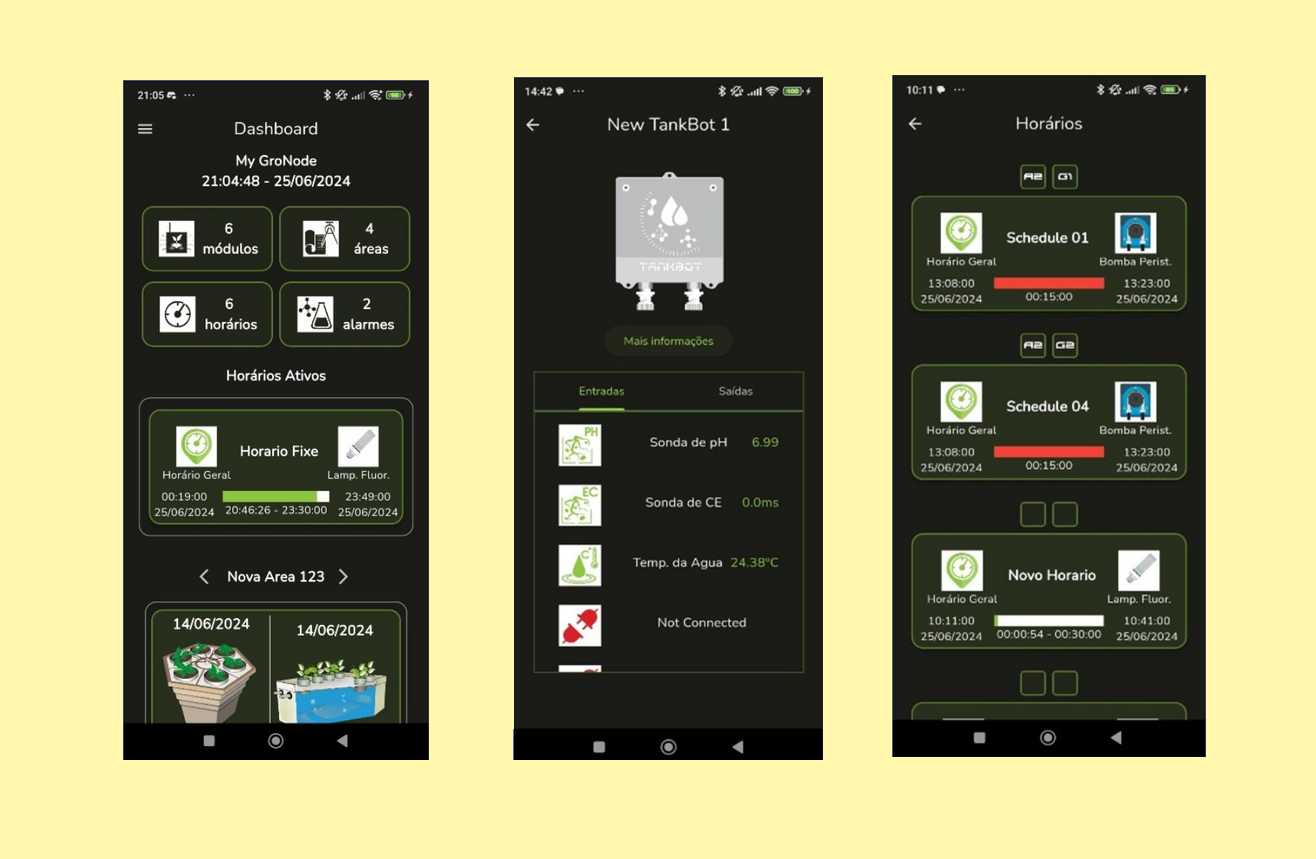 21:05
Dashboard
My GroNode
21:04:48 - 25/06/2024
6
módulos
4
áreas
6
horários
2
alarmes
Horários Ativos
Horario Fixe
Horário Geral
Lamp. Fluor.
00:19:00
23:49:00
25/06/2024
20:46:26 - 23:30:00
25/06/2024
Nova Area 123
14/06/2024
14/06/2024
14:42
New TankBot 1
TANKBOT
Mais informações
Entradas
Saídas
PH
Sonda de pH
6.99
EC
Sonda de CE
0.0ms
C°
Temp. da Agua
24.38ºC
Not Connected
10:11
Horários
A2
G1
Schedule 01
Horário Geral
Bomba Perist.
13:08:00
13:23:00
25/06/2024
00:15:00
25/06/2024
A2
G2
Schedule 04
Horário Geral
Bomba Perist.
13:08:00
13:23:00
25/06/2024
00:15:00
25/06/2024
Novo Horario
Horário Geral
Lamp. Fluor.
10:11:00
10:41:00
25/06/2024
00:00:54 - 00:30:00
25/06/2024